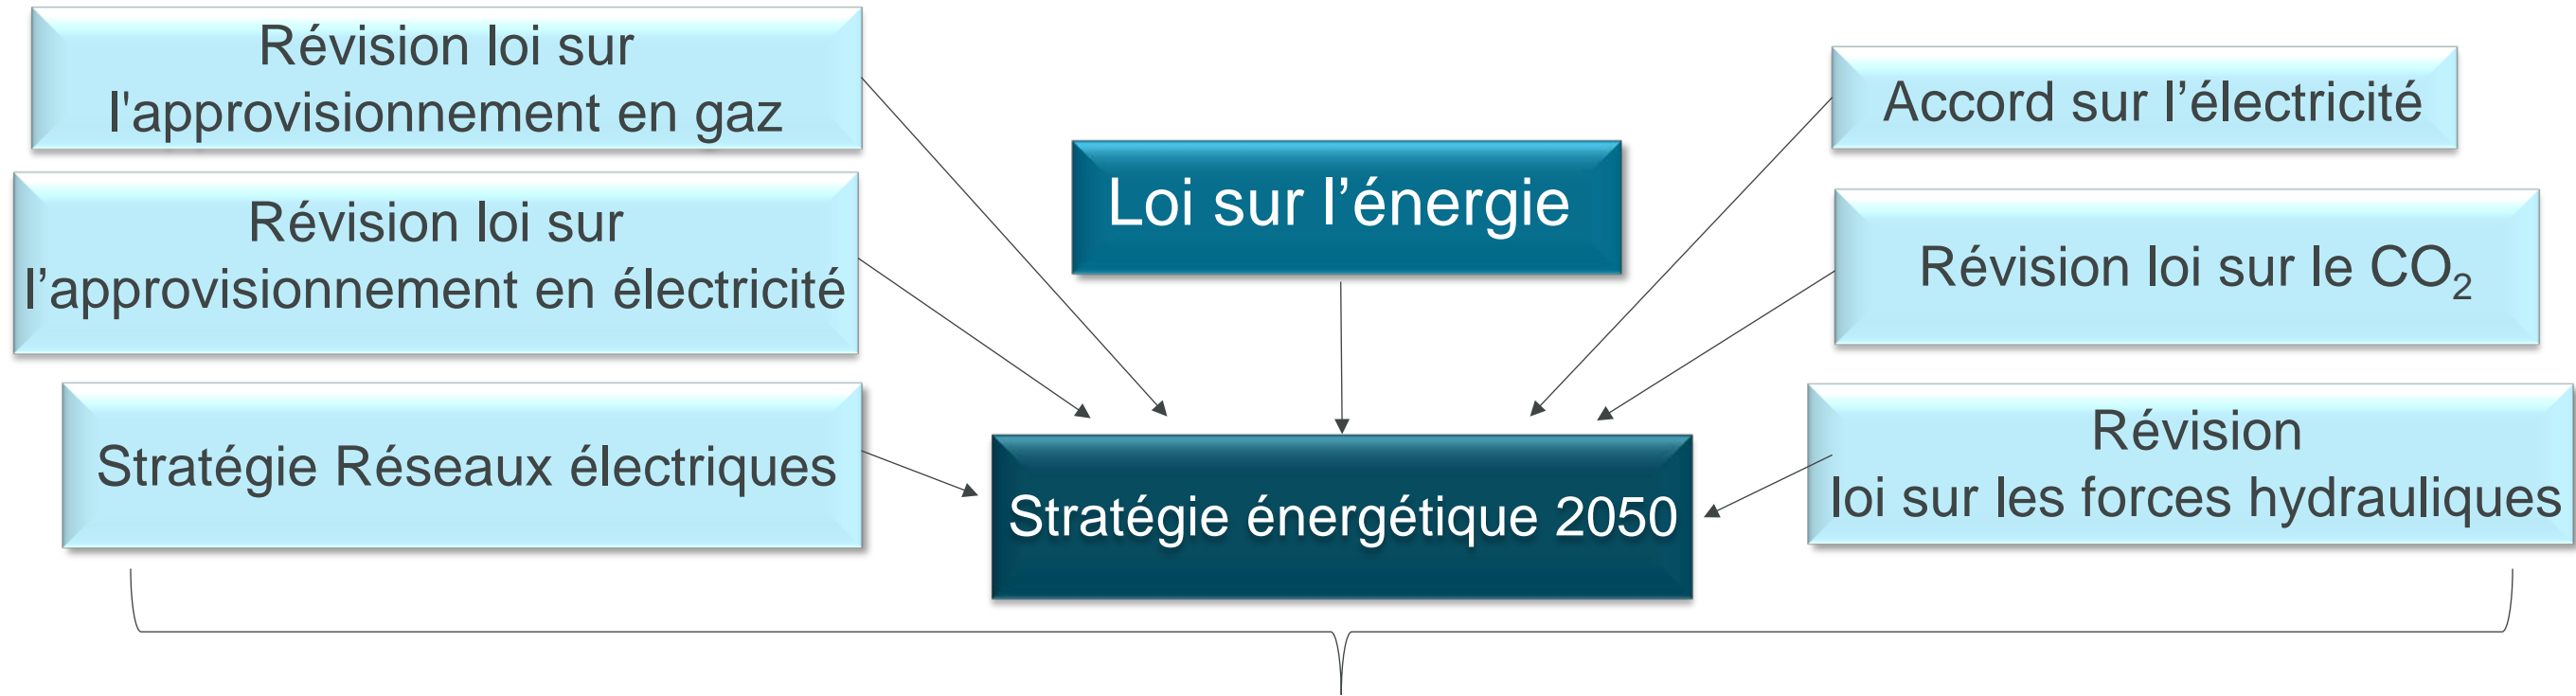 Révision loi sur
l'approvisionnement en gaz
Révision loi sur
l’approvisionnement en électricité
Stratégie Réseaux électriques
Loi sur l’énergie
Stratégie énergétique 2050
Accord sur l’électricité
Révision loi sur le CO₂
Révision
loi sur les forces hydrauliques